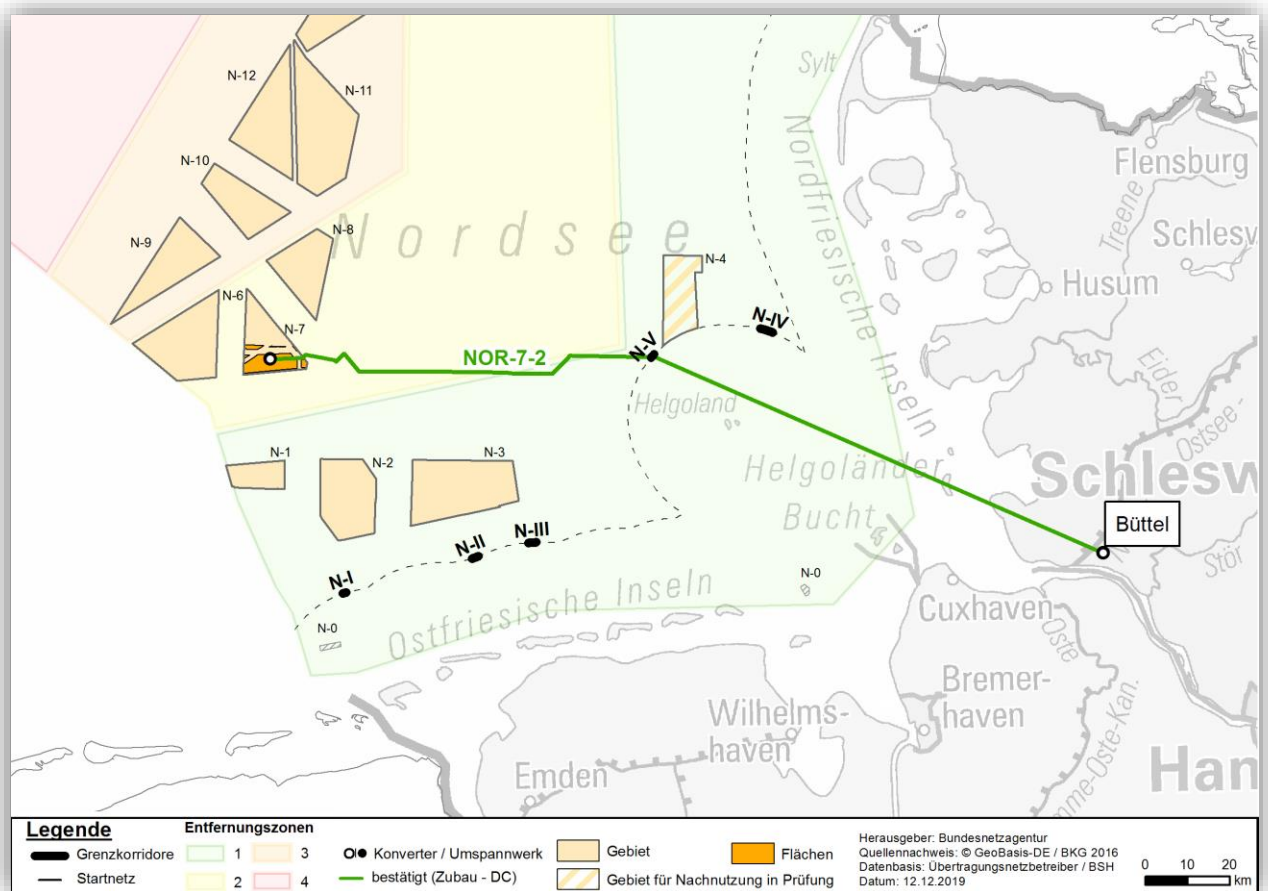 N-12
N-11
Sylt
Flensburg
N-10
Treene
Nordfriesische Inseln
Nordsee
N-8
N-9
Schlesw
N-4
Husum
N-6
N-IV
N-7
N-V
NOR-7-2
Eider
Helgoland
Ostsee-
N-1
N-2
N-3
Helgoländer
Bucht
Schlesw
Büttel
N-II
N-III
Stör
N-I
N-0
Cuxhaven
N-0
Ostfriesische Inseln
Oste
Bremer-
haven
Wilhelms-
haven
mme-Oste-Kan.
Emden
Han
Legende
Grenzkorridore
Startnetz
Entfernungszonen
1
3
2
4
Konverter / Umspannwerk
bestätigt (Zubau - DC)
Gebiet
Flächen
Gebiet für Nachnutzung in Prüfung
Herausgeber: Bundesnetzagentur
Quellennachweis: © GeoBasis-DE / BKG 2016
Datenbasis: Übertragungsnetzbetreiber / BSH
Datum: 12.12.2019
0 10 20
km